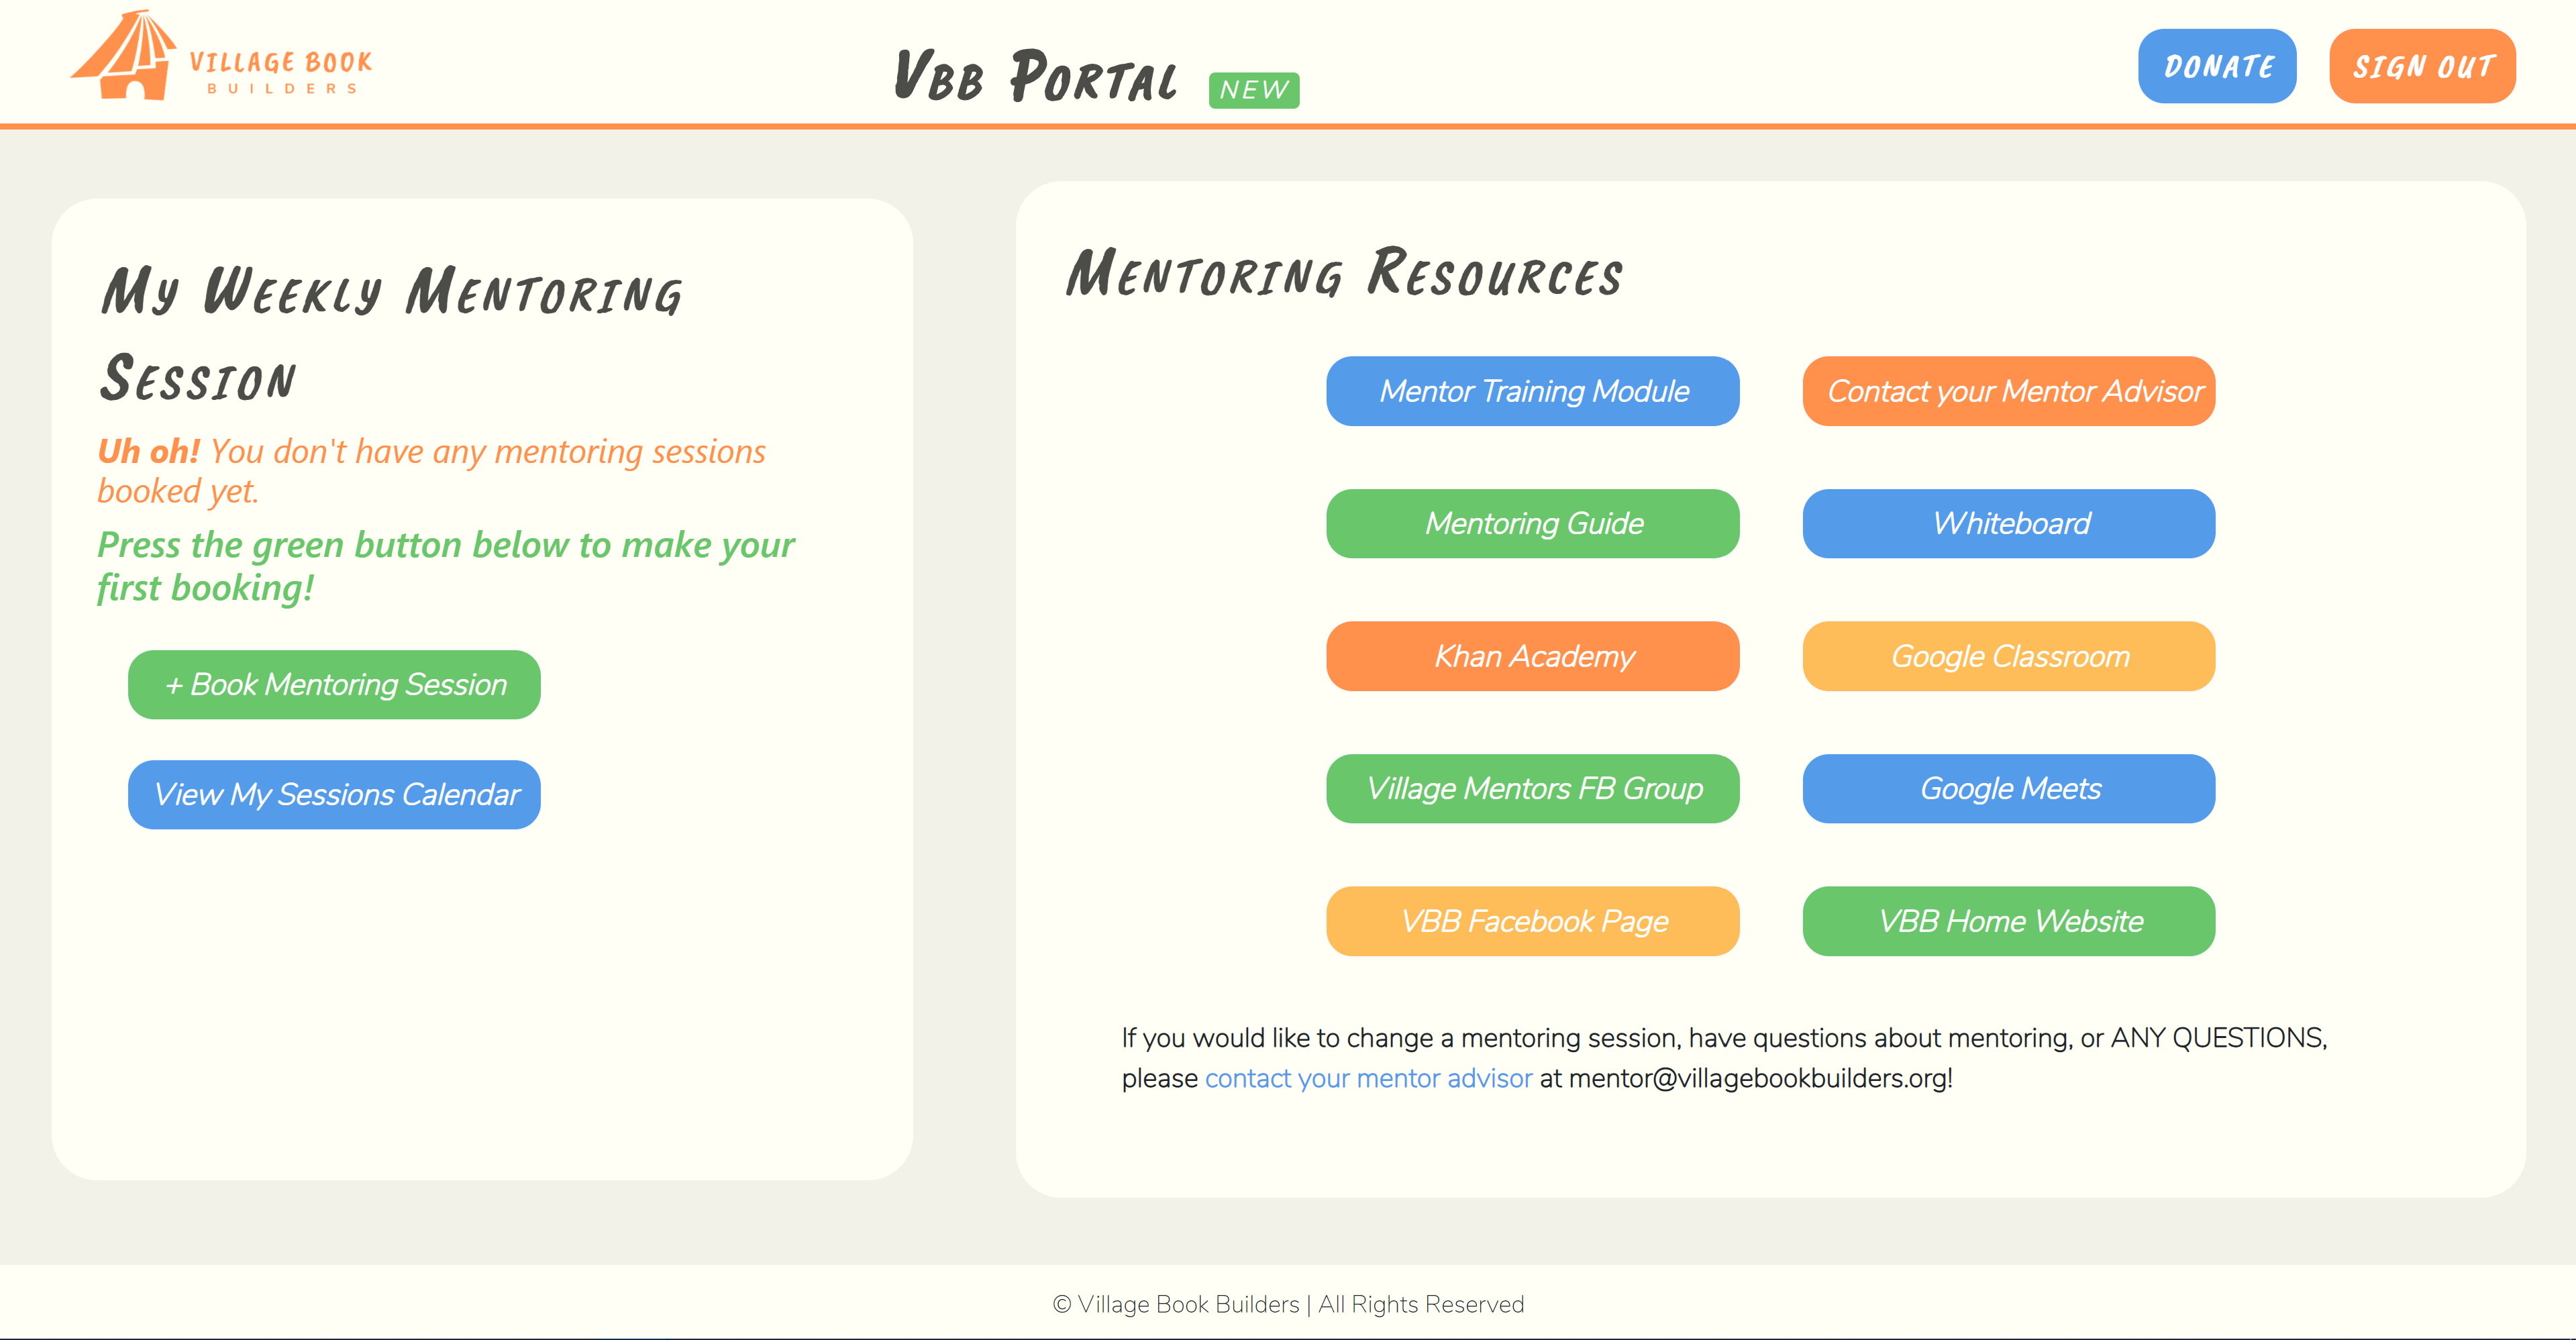 VILLAGE BOOK
BUILDERS
VBB PORTAL NEW
DONATE
SIGN OUT
MY WEEKLY MENTORING
SESSION
Uh oh! You don't have any mentoring sessions
booked yet.
Press the green button below to make your
first booking!
+ Book Mentoring Session
View My Sessions Calendar
MENTORING RESOURCES
Mentor Training Module
Contact your Mentor Advisor
Mentoring Guide
Whiteboard
Khan Academy
Google Classroom
Village Mentors FB Group
Google Meets
VBB Facebook Page
VBB Home Website
If you would like to change a mentoring session, have questions about mentoring, or ANY QUESTIONS,
please contact your mentor advisor at mentor@villagebookbuilders.org!
© Village Book Builders | All Rights Reserved